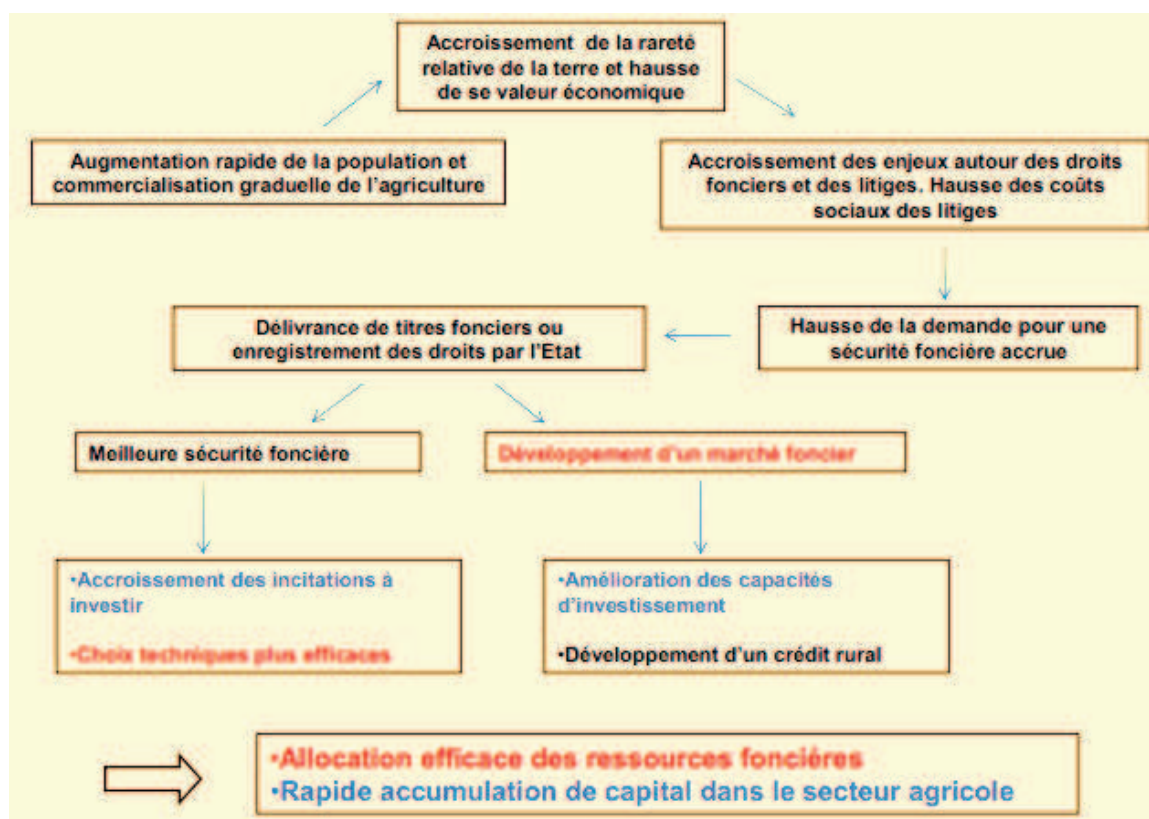 Accroissement de la rareté
relative de la terre et hausse
de se valeur économique
Augmentation rapide de la population et
commercialisation graduelle de l'agriculture
Accroissement des enjeux autour des droits
fonciers et des litiges. Hausse des coûts
sociaux des litiges
Délivrance de titres fonciers ou
enregistrement des droits par l'Etat
Hausse de la demande pour une
sécurité foncière accrue
Meilleure sécurité foncière
Développement d'un marché foncier
•Accroissement des incitations à
investir
•Choix techniques plus efficaces
•Amélioration des capacités
d'investissement
•Développement d'un crédit rural
•Allocation efficace des ressources foncières
•Rapide accumulation de capital dans le secteur agricole